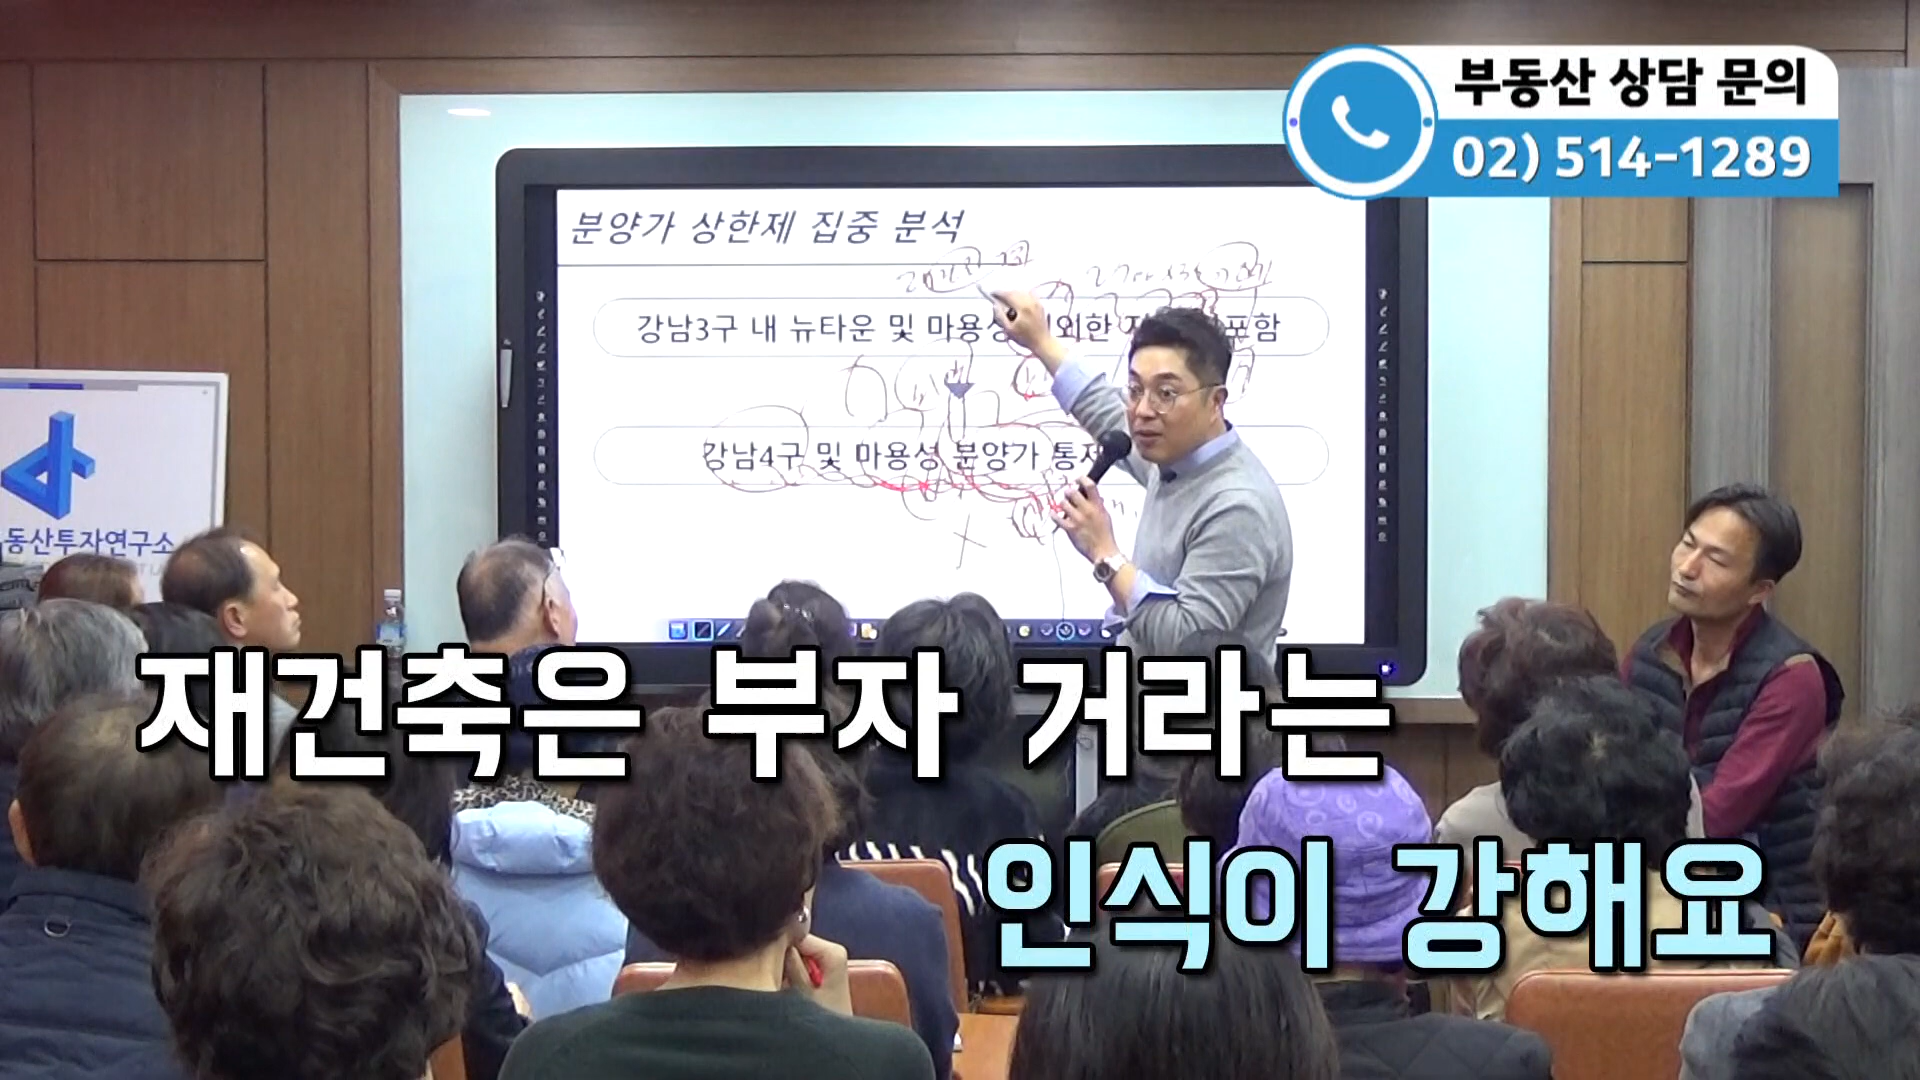 부동산 상담 문의
02) 514-1289
분양가 상한제 집중 분석
강남3구 내 뉴타운 및 마용성 포함
강남4구 및 마용성 분양가
동산투자연구소
재건축은 부자 거라는
인식이 강해요